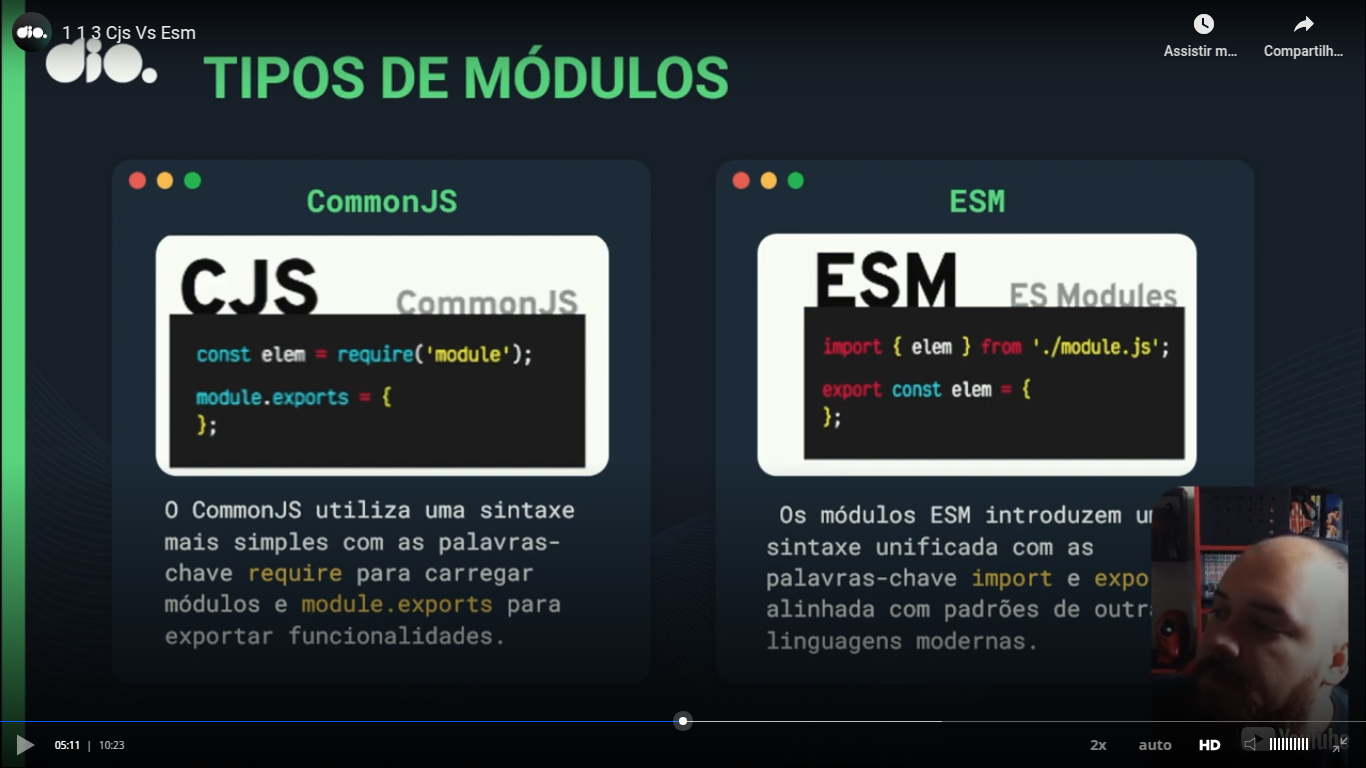 dio. 1 1 3 Cjs Vs Esm
Assistir m...
Compartilh...
dio.
TIPOS DE MÓDULOS
CommonJS
CJS
CommonJS
const elem = require('module');
module.exports = {
};
O CommonJS utiliza uma sintaxe
mais simples com as palavras-
chave require para carregar
módulos e module.exports para
exportar funcionalidades.
ESM
ESM
ES Modules
import { elem } from './module.js';
export const elem = {
};
Os módulos ESM introduzem um
sintaxe unificada com as
palavras-chave import e expo
alinhada com padrões de outr
linguagens modernas.
05:11 | 10:23
2x
auto
HD
YouTube